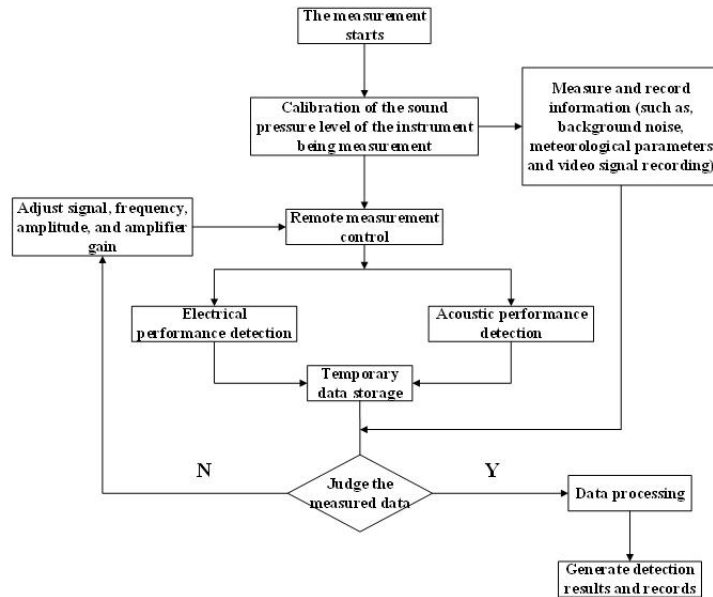 The measurement
starts
Calibration of the sound
pressure level of the instrument
being measurement
Measure and record
information (such as,
background noise,
meteorological parameters
and video signal recording)
Adjust signal, frequency,
amplitude, and amplifier
gain
Remote measurement
control
Electrical
performance detection
Acoustic performance
detection
Temporary
data storage
N
Y
Judge the
measured data
Data processing
Generate detection
results and records